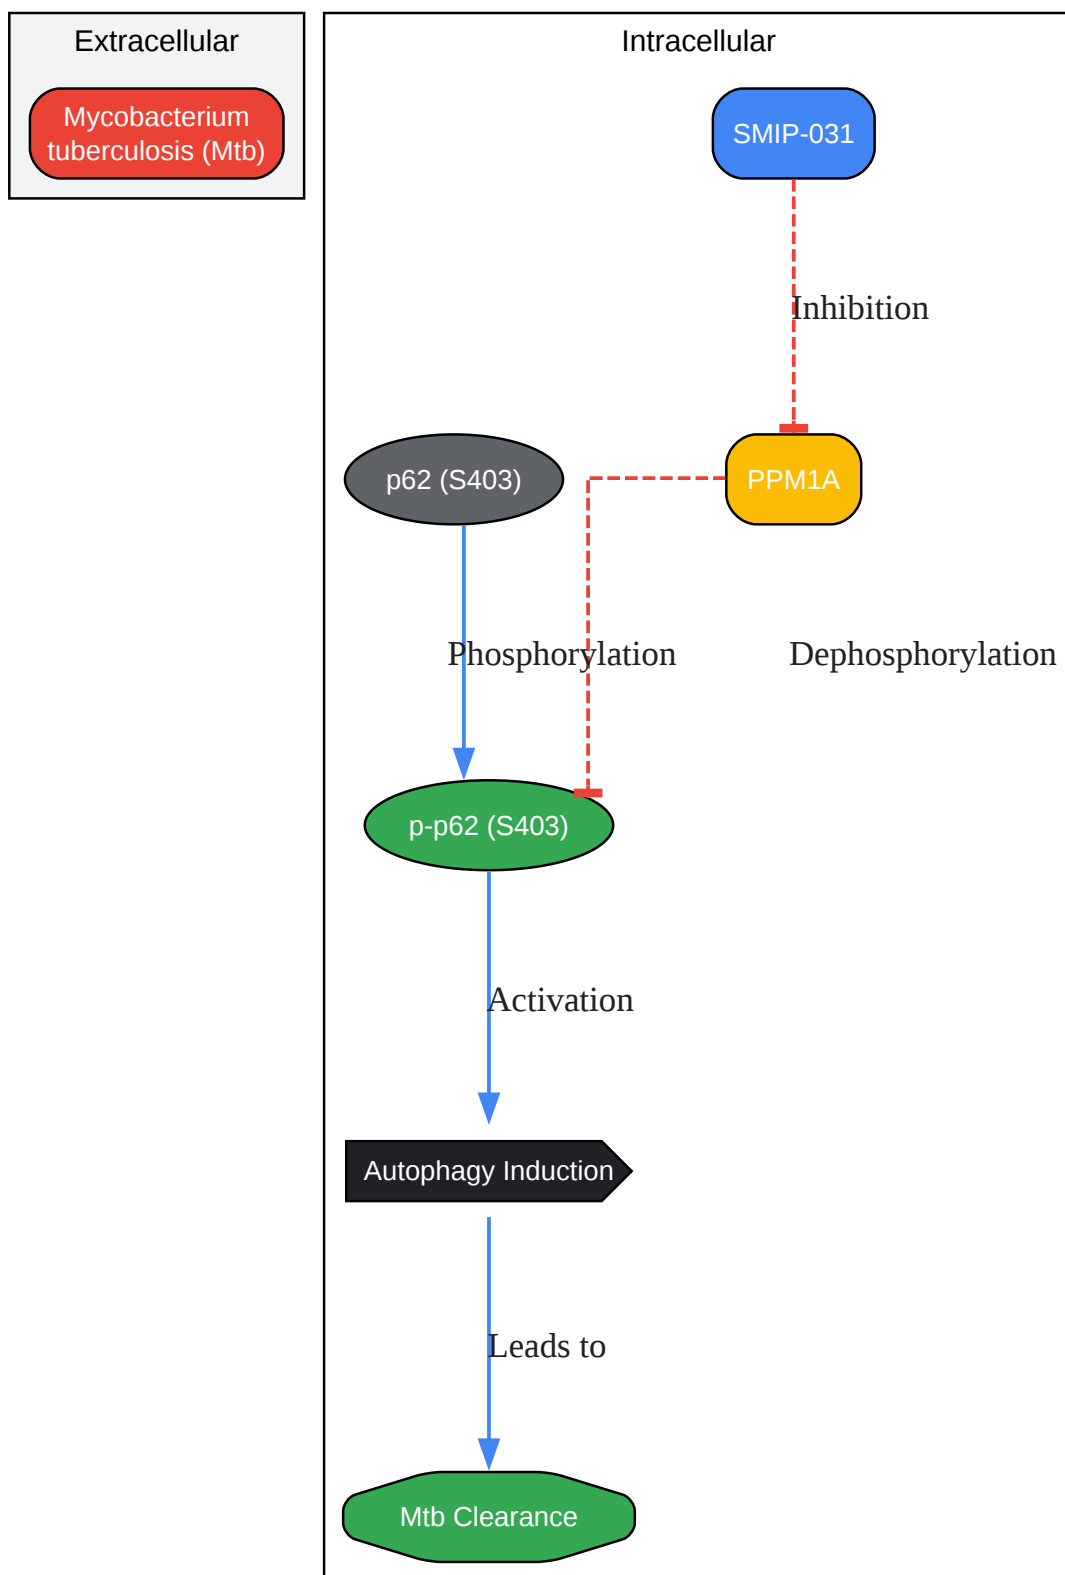 Extracellular
Mycobacterium
tuberculosis (Mtb)
Intracellular
SMIP-031
Inhibition
p62 (S403)
PPM1A
Phosphorylation
Dephosphorylation
p-p62 (S403)
Activation
Autophagy Induction
Leads to
Mtb Clearance